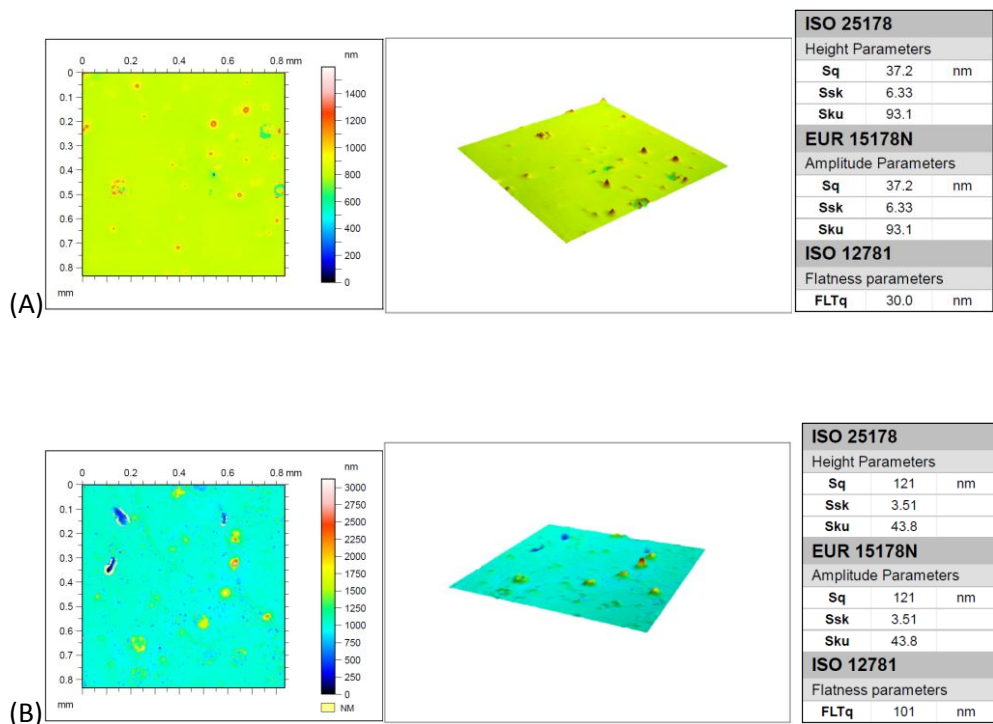 0 0.2 0.4 0.6 0.8 mm
nm
0
0.1
0.2
0.3
0.4
0.5
0.6
0.7
0.8
mm
1400
1200
1000
800
600
400
200
0
ISO 25178
Height Parameters
Sq 37.2 nm
Ssk 6.33
Sku 93.1
EUR 15178N
Amplitude Parameters
Sq 37.2 nm
Ssk 6.33
Sku 93.1
ISO 12781
Flatness parameters
FLTq 30.0 nm
(A)
0 0.2 0.4 0.6 0.8 mm
nm
0
0.1
0.2
0.3
0.4
0.5
0.6
0.7
0.8
mm
3000
2750
2500
2250
2000
1750
1500
1250
1000
750
500
250
0
NM
ISO 25178
Height Parameters
Sq 121 nm
Ssk 3.51
Sku 43.8
EUR 15178N
Amplitude Parameters
Sq 121 nm
Ssk 3.51
Sku 43.8
ISO 12781
Flatness parameters
FLTq 101 nm
(B)